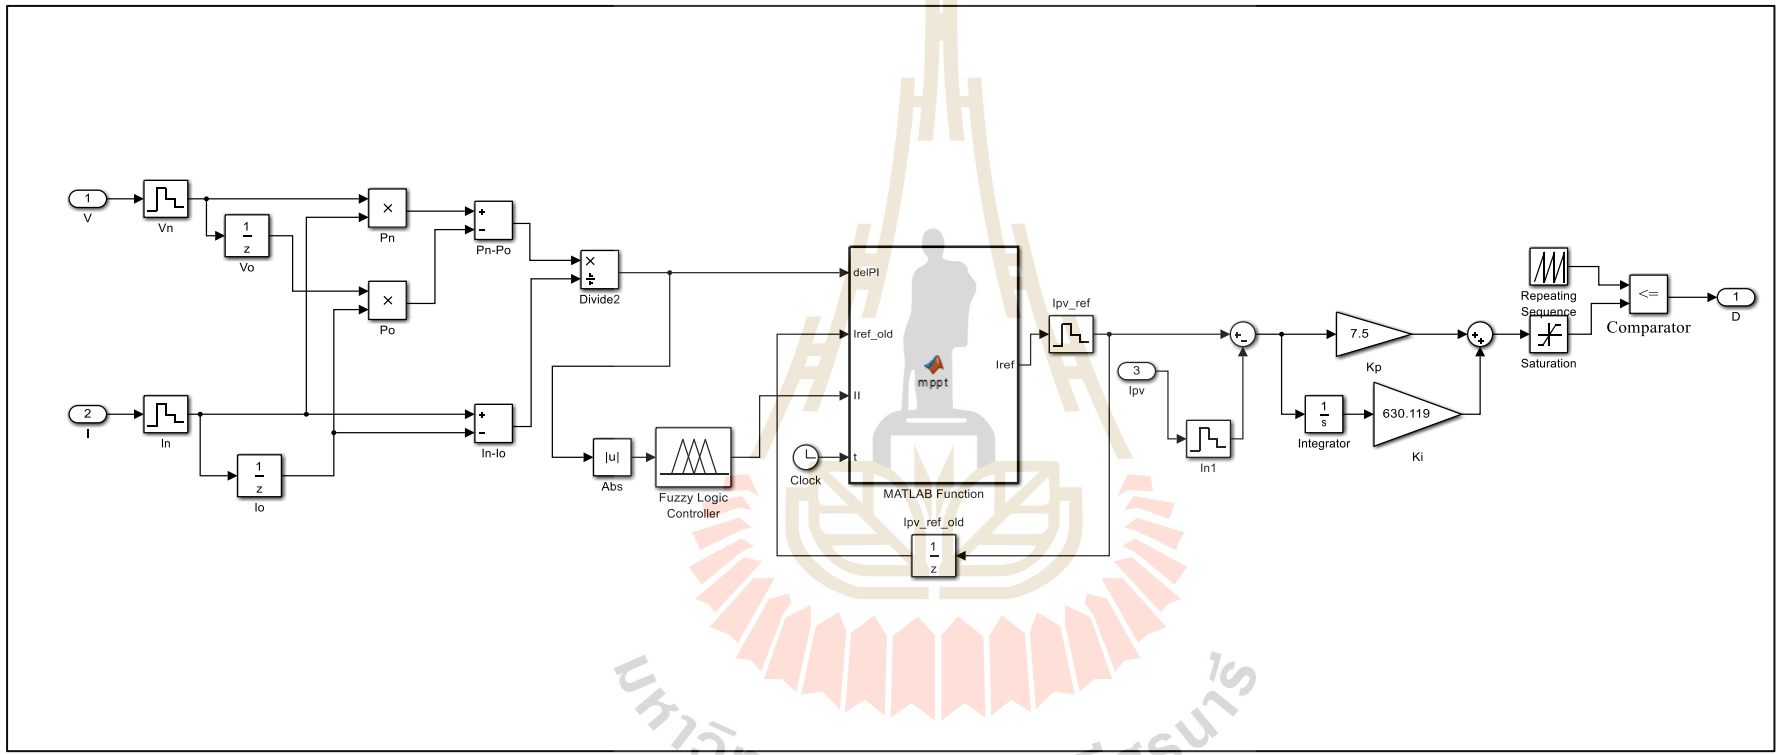 1
V
Vn
1
z
Vo
×
Pn
×
Po
+
-
Pn-Po
×
÷
Divide2
2
I
In
1
z
Io
+
-
In-Io
|u|
Abs
Fuzzy Logic
Controller
Clock
delPI
Iref_old
II
t
mppt
Iref
MATLAB Function
Ipv_ref_old
1
z
Ipv_ref
3
Ipv
In1
+
-
7.5
Kp
1
s
Integrator
630.119
Ki
+
+
Repeating
Sequence
Saturation
<=
Comparator
1
D